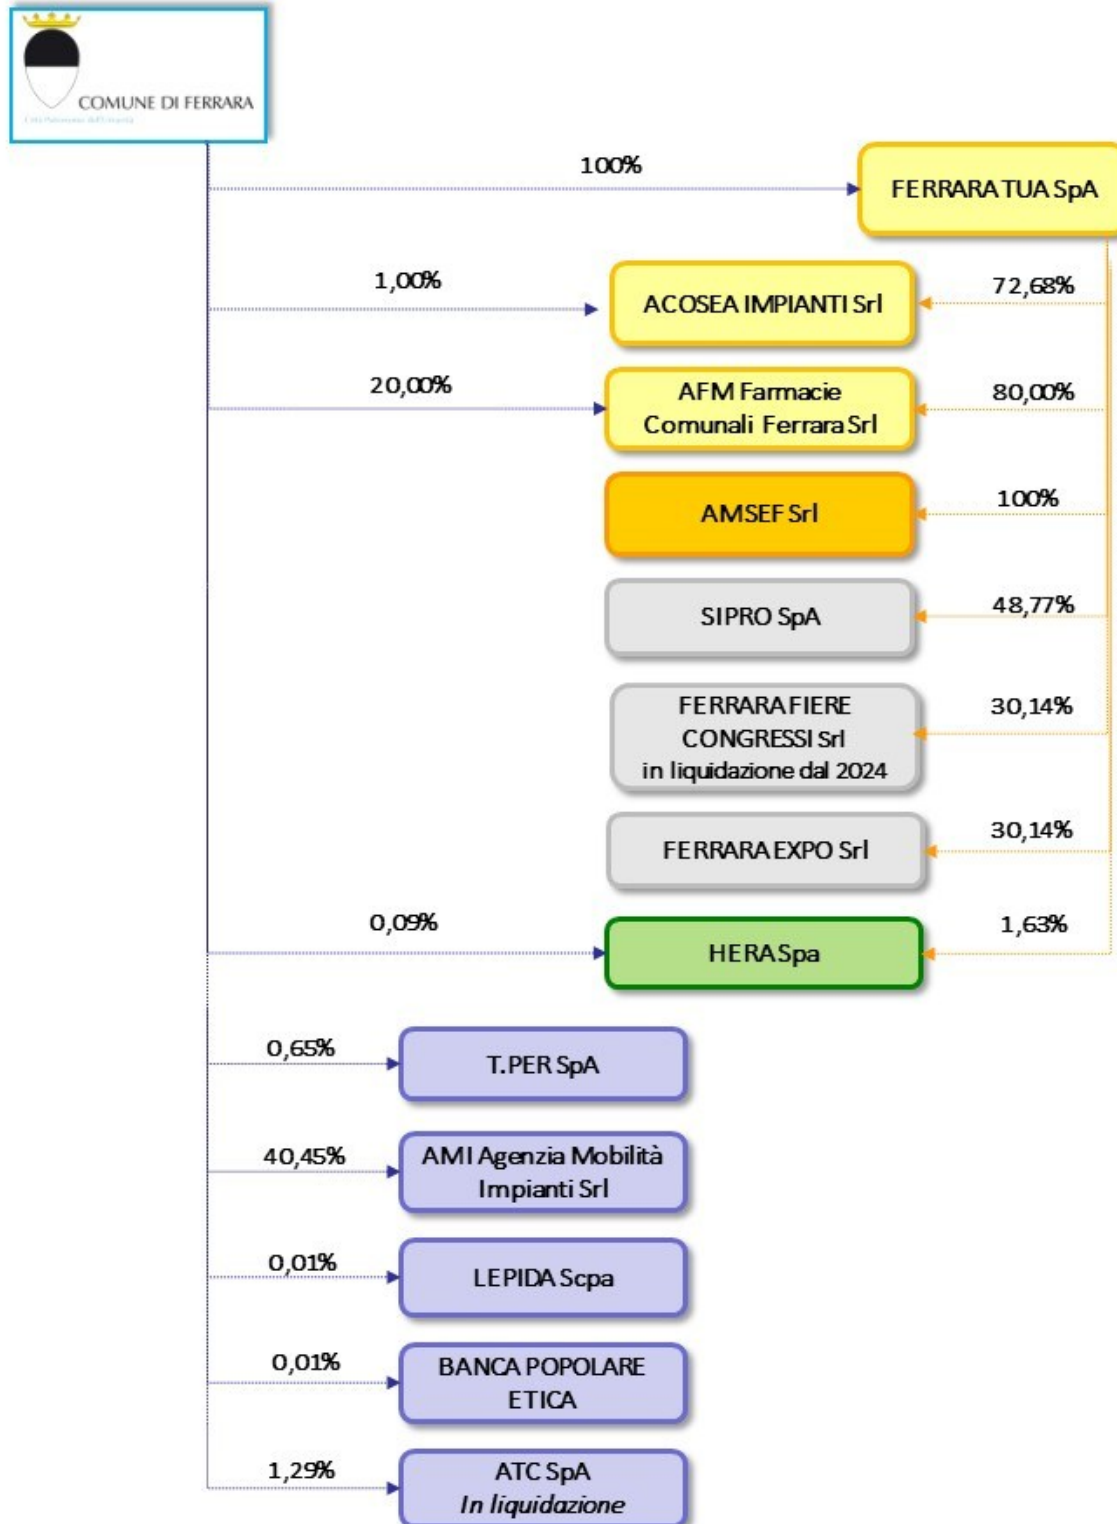 COMUNE DI FERRARA
Città Patrimonio dell'Umanità
100%
FERRARA TUA SpA
1,00%
ACOSEA IMPIANTI Srl
72,68%
20,00%
AFM Farmacie
Comunali Ferrara Srl
80,00%
AMSEF Srl
100%
SIPRO SpA
48,77%
FERRARA FIERE
CONGRESSI Srl
in liquidazione dal 2024
30,14%
FERRARA EXPO Srl
30,14%
0,09%
HERA Spa
1,63%
0,65%
T.PER SpA
40,45%
AMI Agenzia Mobilità
Impianti Srl
0,01%
LEPIDA Scpa
0,01%
BANCA POPOLARE
ETICA
1,29%
ATC SpA
In liquidazione